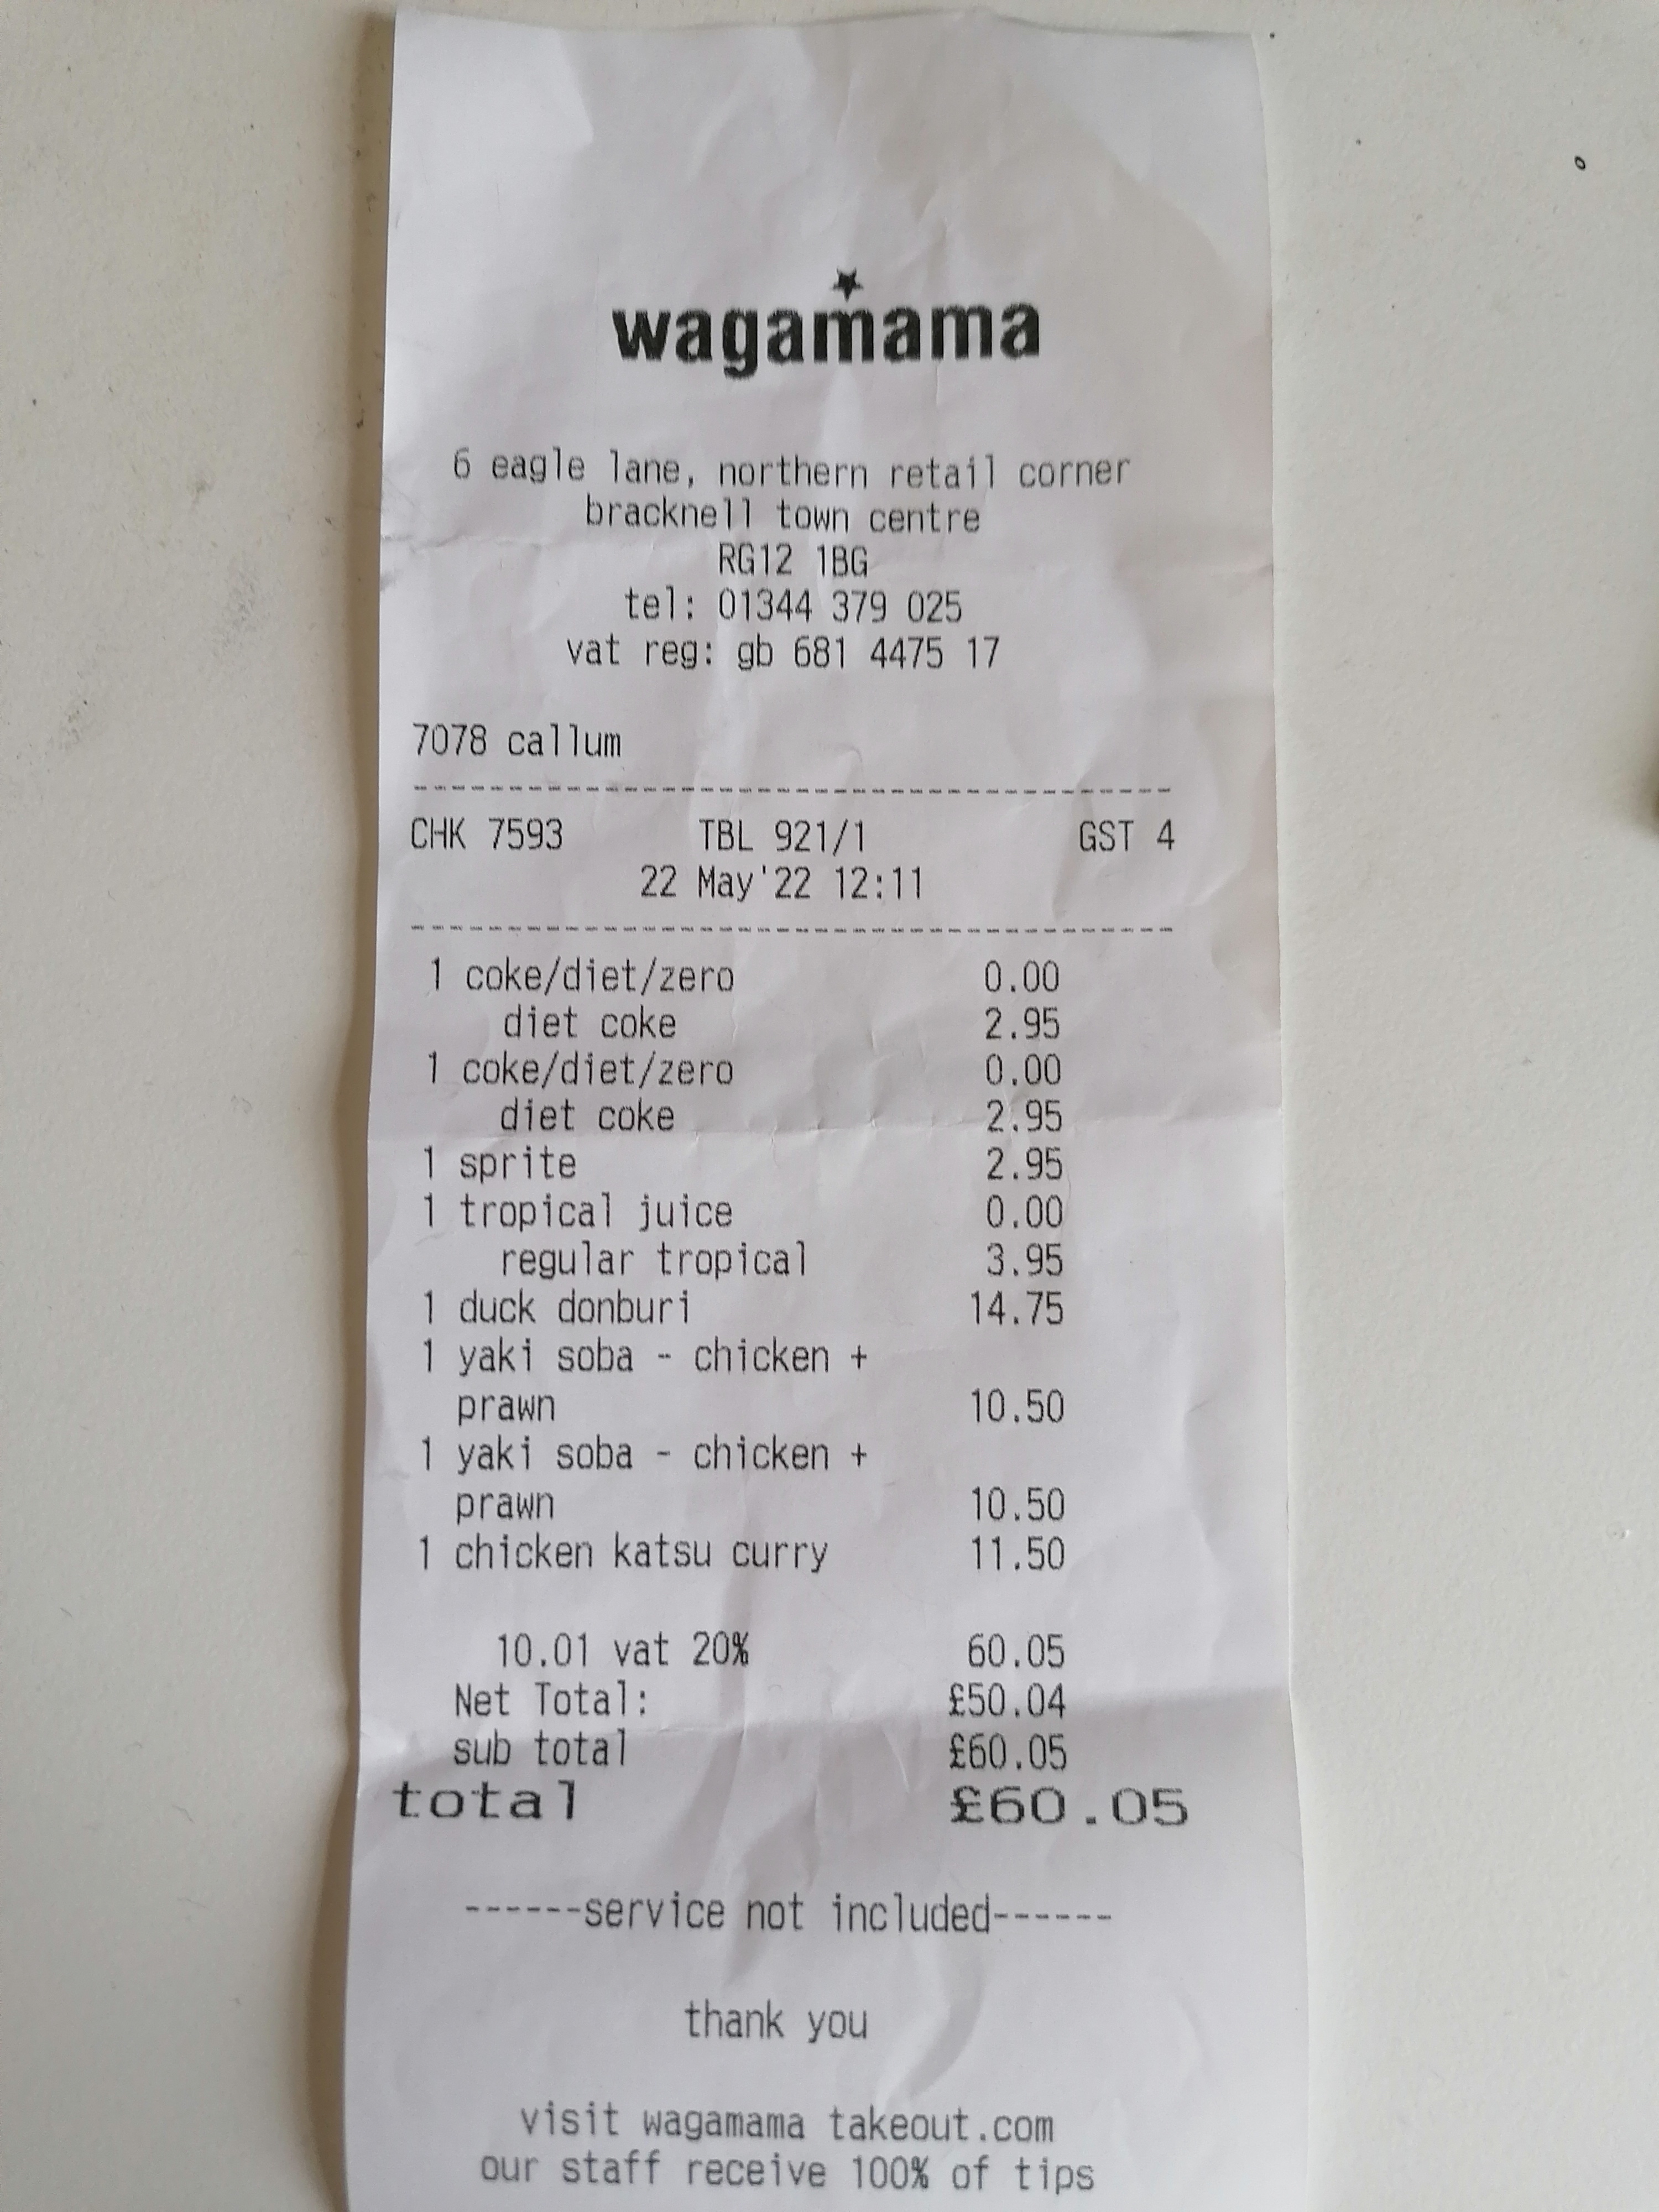 wagamama
6 eagle lane, northern retail corner
bracknell town centre
RG12 1BG
tel: 01344 379 025
vat reg: gb 681 4475 17
7078 callum
----------------------------------------
CHK 7593 TBL 921/1 GST 4
22 May'22 12:11
----------------------------------------
1 coke/diet/zero 0.00
diet coke 2.95
1 coke/diet/zero 0.00
diet coke 2.95
1 sprite 2.95
1 tropical juice 0.00
regular tropical 3.95
1 duck donburi 14.75
1 yaki soba - chicken +
prawn 10.50
1 yaki soba - chicken +
prawn 10.50
1 chicken katsu curry 11.50
10.01 vat 20% 60.05
Net Total: £50.04
sub total £60.05
total £60.05
------service not included------
thank you
visit wagamama takeout.com
our staff receive 100% of tips